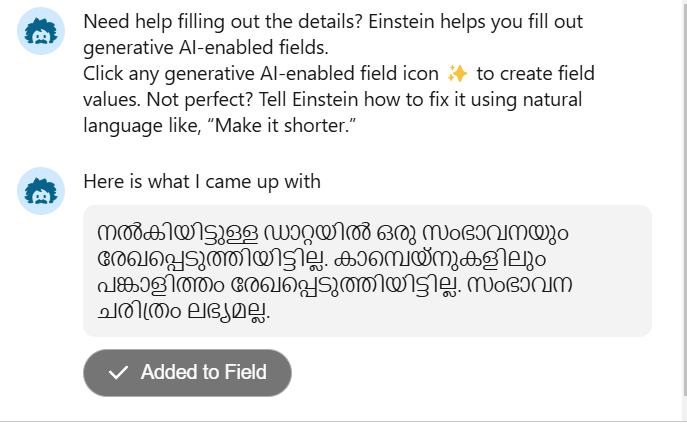 Need help filling out the details? Einstein helps you fill out
generative AI-enabled fields.
Click any generative AI-enabled field icon ✨ to create field
values. Not perfect? Tell Einstein how to fix it using natural
language like, “Make it shorter.”
Here is what I came up with
നൽകിയിട്ടുള്ള ഡാറ്റയിൽ ഒരു സംഭാവനയും
രേഖപ്പെടുത്തിയിട്ടില്ല. കാമ്പെയ്‌നുകളിലും
പങ്കാളിത്തം രേഖപ്പെടുത്തിയിട്ടില്ല. സംഭാവന
ചരിത്രം ലഭ്യമല്ല.
Added to Field